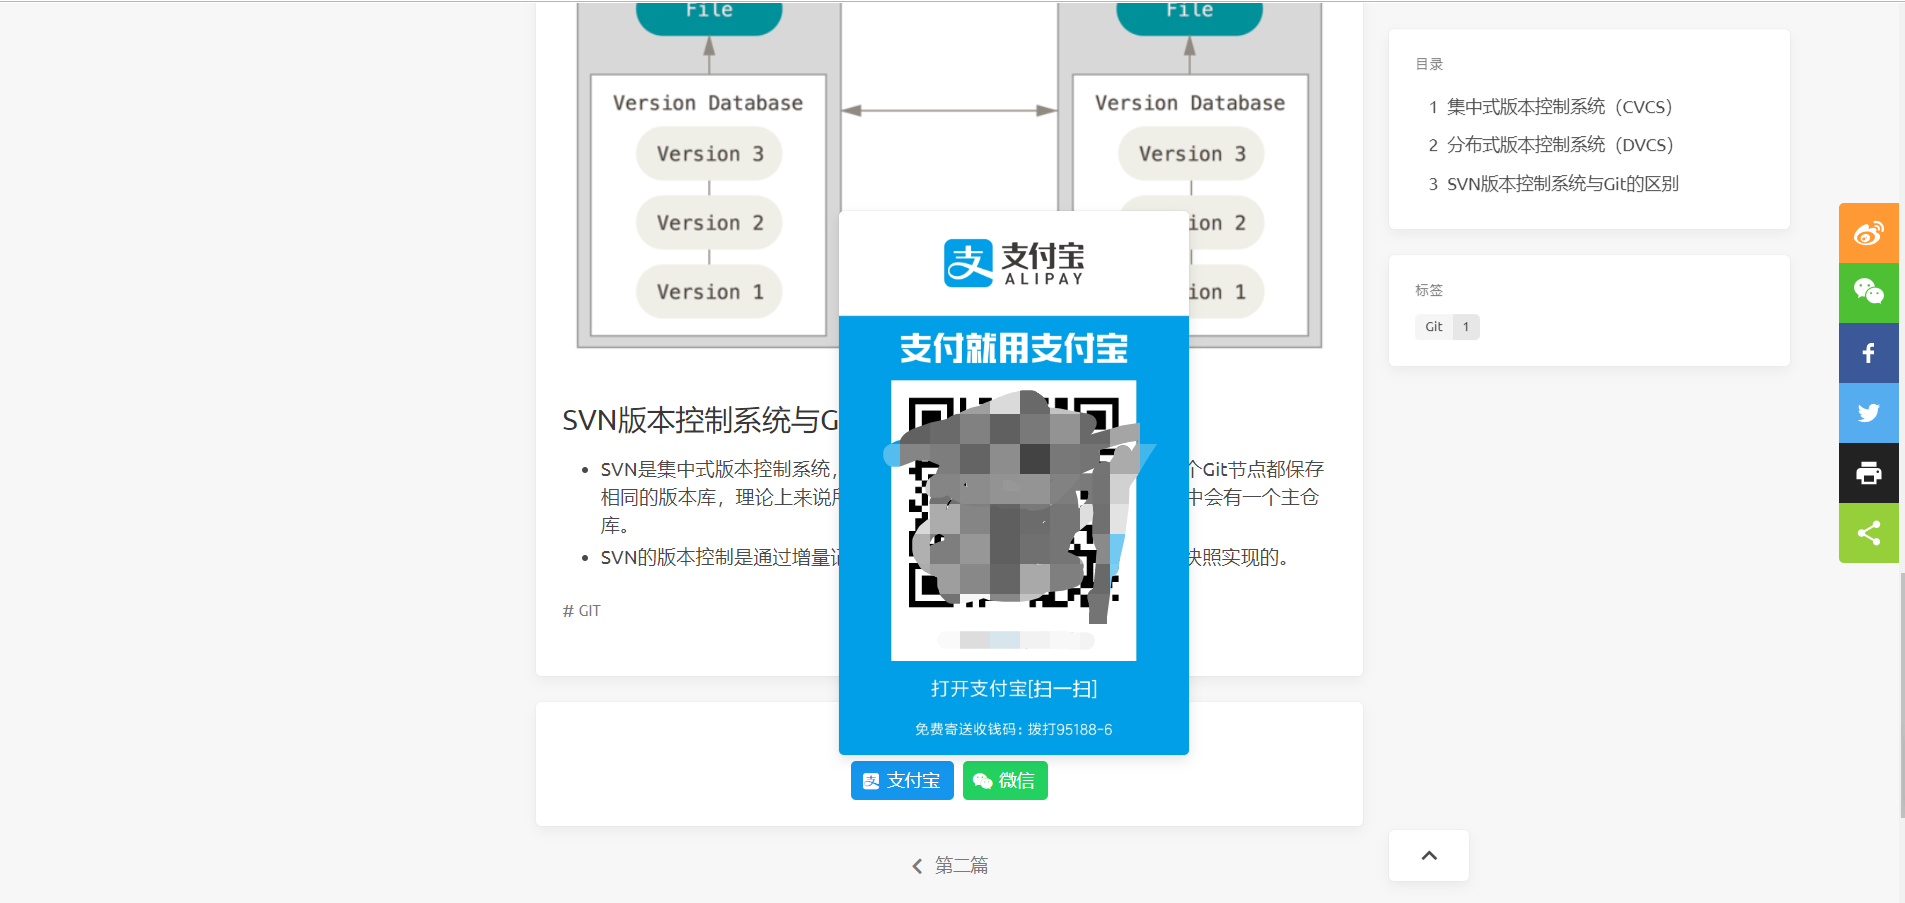 File
File
Version Database
Version Database
Version 3
Version 3
Version 2
ion 2
Version 1
ion 1
支付宝
ALIPAY
支付就用支付宝
打开支付宝[扫一扫]
免费寄送收钱码：拨打95188-6
SVN版本控制系统与G
SVN是集中式版本控制系统，
个Git节点都保存
相同的版本库，理论上来说
中会有一个主仓
库。
SVN的版本控制是通过增量
快照实现的。
# GIT
支付宝
微信
第二篇
目录
1 集中式版本控制系统（CVCS）
2 分布式版本控制系统（DVCS）
3 SVN版本控制系统与Git的区别
标签
Git 1